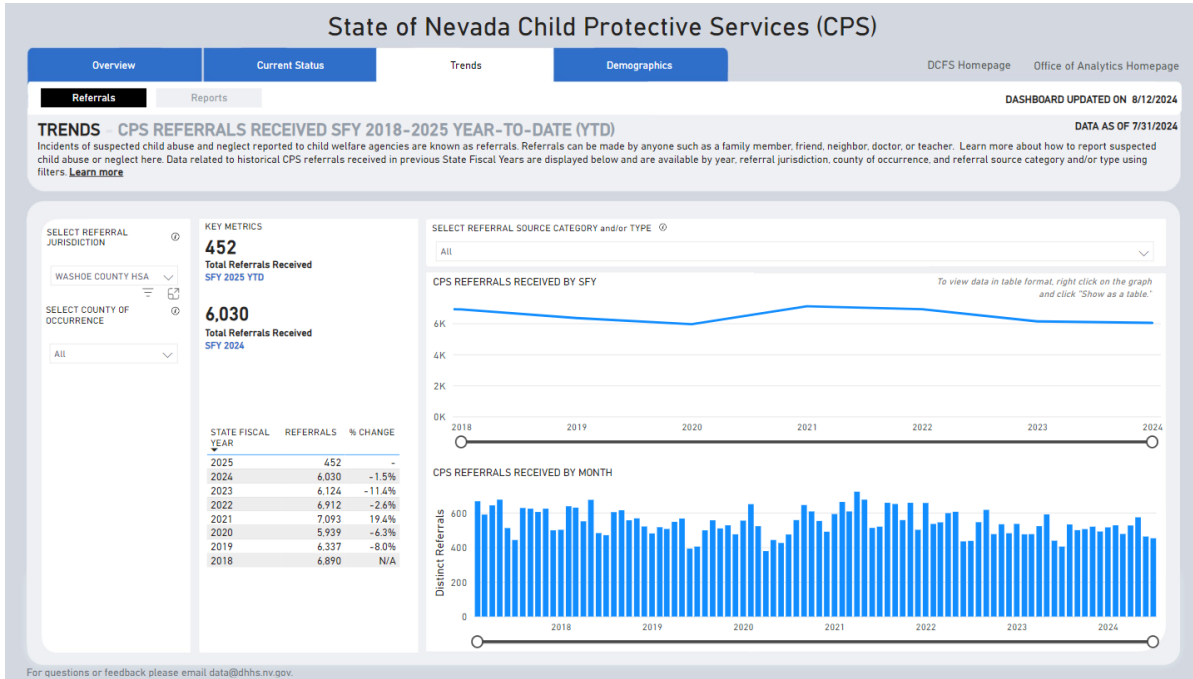 State of Nevada Child Protective Services (CPS)
Overview
Current Status
Trends
Demographics
DCFS Homepage
Office of Analytics Homepage
Referrals
Reports
DASHBOARD UPDATED ON 8/12/2024
TRENDS - CPS REFERRALS RECEIVED SFY 2018-2025 YEAR-TO-DATE (YTD)
DATA AS OF 7/31/2024
Incidents of suspected child abuse and neglect reported to child welfare agencies are known as referrals. Referrals can be made by anyone such as a family member, friend, neighbor, doctor, or teacher. Learn more about how to report suspected
child abuse or neglect here. Data related to historical CPS referrals received in previous State Fiscal Years are displayed below and are available by year, referral jurisdiction, county of occurrence, and referral source category and/or type using
filters. Learn more
SELECT REFERRAL
JURISDICTION
WASHOE COUNTY HSA
SELECT COUNTY OF
OCCURRENCE
All
KEY METRICS
452
Total Referrals Received
SFY 2025 YTD
6,030
Total Referrals Received
SFY 2024
STATE FISCAL YEAR REFERRALS % CHANGE
2025 452 -
2024 6,030 -1.5%
2023 6,124 -11.4%
2022 6,912 -2.6%
2021 7,093 19.4%
2020 5,939 -6.3%
2019 6,337 -8.0%
2018 6,890 N/A
SELECT REFERRAL SOURCE CATEGORY and/or TYPE
All
CPS REFERRALS RECEIVED BY SFY
To view data in table format, right click on the graph
and click "Show as a table.'
6K
4K
2K
0K
2018 2019 2020 2021 2022 2023 2024
CPS REFERRALS RECEIVED BY MONTH
Distinct Referrals
600
400
200
0
2018 2019 2020 2021 2022 2023 2024
For questions or feedback please email data@dhhs.nv.gov.